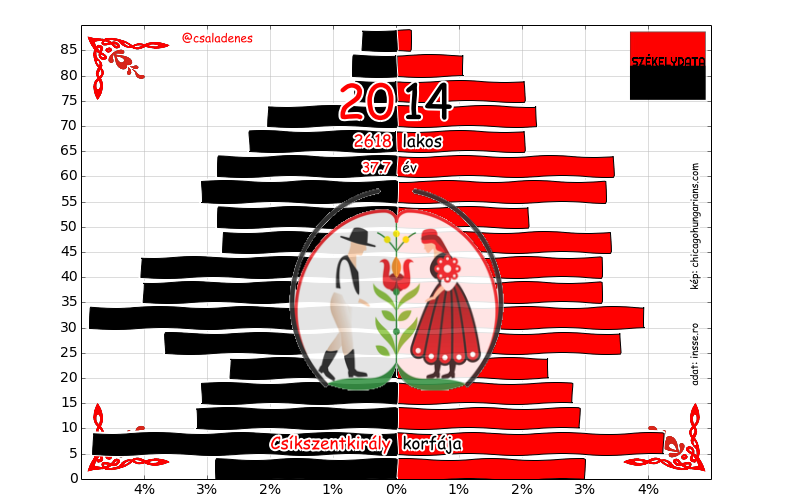 @csaladenes
SZÉKELYDATA
2014
2618 lakos
37.7 év
85
80
75
70
65
60
55
50
45
40
35
30
25
20
15
10
5
0
kép: chicagohungarians.com
adat: insse.ro
Csíkszentkirály korfája
4% 3% 2% 1% 0% 1% 2% 3% 4%